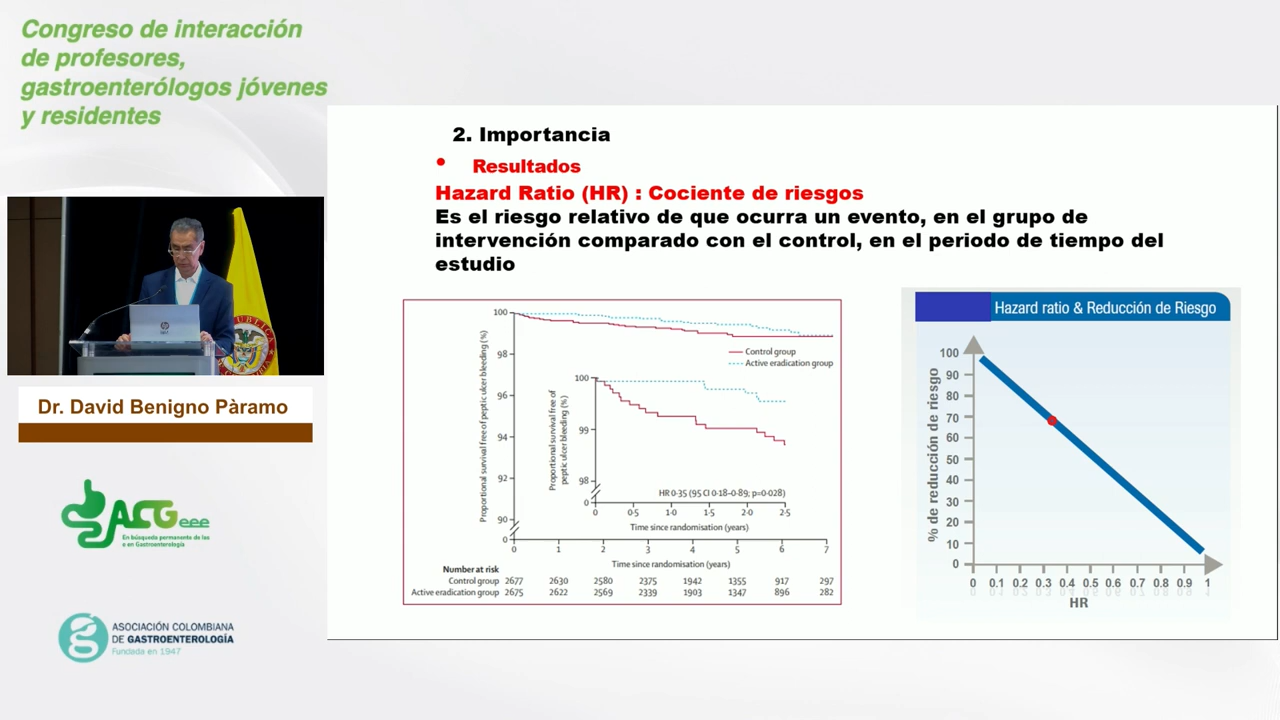 Congreso de interacción
de profesores,
gastroenterólogos jóvenes
y residentes
2. Importancia
• Resultados
Hazard Ratio (HR) : Cociente de riesgos
Es el riesgo relativo de que ocurra un evento, en el grupo de
intervención comparado con el control, en el periodo de tiempo del
estudio
Dr. David Benigno Pàramo
ACG eee
En búsqueda permanente de las
e en Gastroenterología
ASOCIACIÓN COLOMBIANA
DE GASTROENTEROLOGÍA
Fundada en 1947
Proportional survival free of peptic ulcer bleeding (%)
100
98
96
94
92
90
0
Control group
Active eradication group
Proportional survival free of
peptic ulcer bleeding (%)
100
99
98
0
HR 0·35 (95 CI 0·18–0·89; p=0·028)
0 0·5 1·0 1·5 2·0 2·5
Time since randomisation (years)
0 1 2 3 4 5 6 7
Time since randomisation (years)
Number at risk
Control group 2677 2630 2580 2375 1942 1355 917 297
Active eradication group 2675 2622 2569 2339 1903 1347 896 282
Hazard ratio & Reducción de Riesgo
% de reducción de riesgo
100
90
80
70
60
50
40
30
20
10
0
0 0.1 0.2 0.3 0.4 0.5 0.6 0.7 0.8 0.9 1
HR